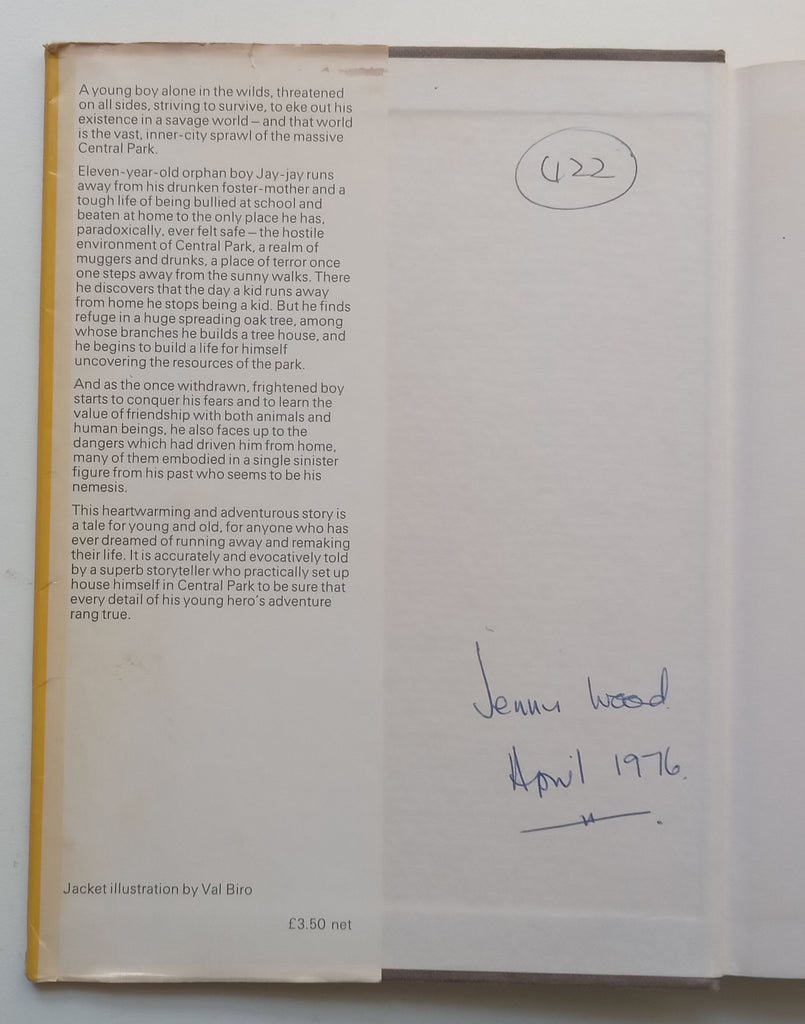 A young boy alone in the wilds, threatened
on all sides, striving to survive, to eke out his
existence in a savage world – and that world
is the vast, inner-city sprawl of the massive
Central Park.
Eleven-year-old orphan boy Jay-jay runs
away from his drunken foster-mother and a
tough life of being bullied at school and
beaten at home to the only place he has,
paradoxically, ever felt safe – the hostile
environment of Central Park, a realm of
muggers and drunks, a place of terror once
one steps away from the sunny walks. There
he discovers that the day a kid runs away
from home he stops being a kid. But he finds
refuge in a huge spreading oak tree, among
whose branches he builds a tree house, and
he begins to build a life for himself
uncovering the resources of the park.
And as the once withdrawn, frightened boy
starts to conquer his fears and to learn the
value of friendship with both animals and
human beings, he also faces up to the
dangers which had driven him from home,
many of them embodied in a single sinister
figure from his past who seems to be his
nemesis.
This heartwarming and adventurous story is
a tale for young and old, for anyone who has
ever dreamed of running away and remaking
their life. It is accurately and evocatively told
by a superb storyteller who practically set up
house himself in Central Park to be sure that
every detail of his young hero's adventure
rang true.
Jacket illustration by Val Biro
£3.50 net
422
Jenny Wood
April 1976.